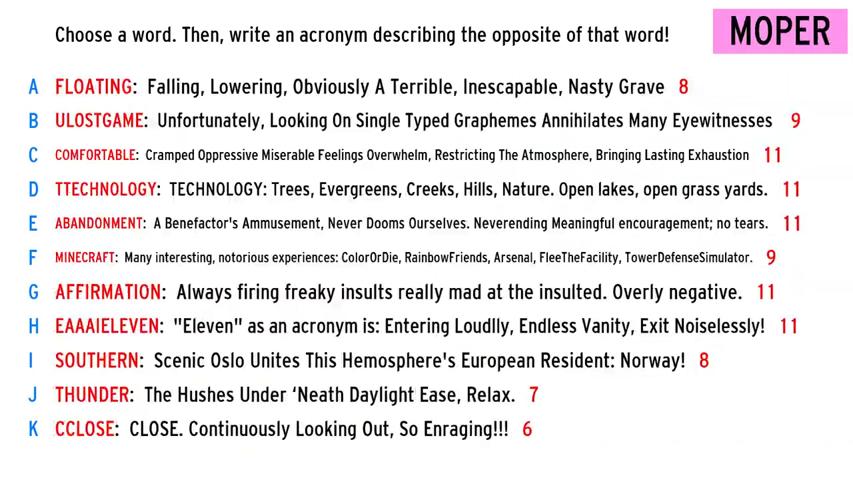 Choose a word. Then, write an acronym describing the opposite of that word!
MOPER
A FLOATING: Falling, Lowering, Obviously A Terrible, Inescapable, Nasty Grave 8
B ULOSTGAME: Unfortunately, Looking On Single Typed Graphemes Annihilates Many Eyewitnesses 9
C COMFORTABLE: Cramped Oppressive Miserable Feelings Overwhelm, Restricting The Atmosphere, Bringing Lasting Exhaustion 11
D TTECHNOLOGY: TECHNOLOGY: Trees, Evergreens, Creeks, Hills, Nature. Open lakes, open grass yards. 11
E ABANDONMENT: A Benefactor's Ammusement, Never Dooms Ourselves. Neverending Meaningful encouragement; no tears. 11
F MINECRAFT: Many interesting, notorious experiences: ColorOrDie, RainbowFriends, Arsenal, FleeTheFacility, TowerDefenseSimulator. 9
G AFFIRMATION: Always firing freaky insults really mad at the insulted. Overly negative. 11
H EAAAIELEVEN: "Eleven" as an acronym is: Entering Loudlly, Endless Vanity, Exit Noiselessly! 11
I SOUTHERN: Scenic Oslo Unites This Hemosphere's European Resident: Norway! 8
J THUNDER: The Hushes Under ‘Neath Daylight Ease, Relax. 7
K CCLOSE: CLOSE. Continuously Looking Out, So Enraging!!! 6